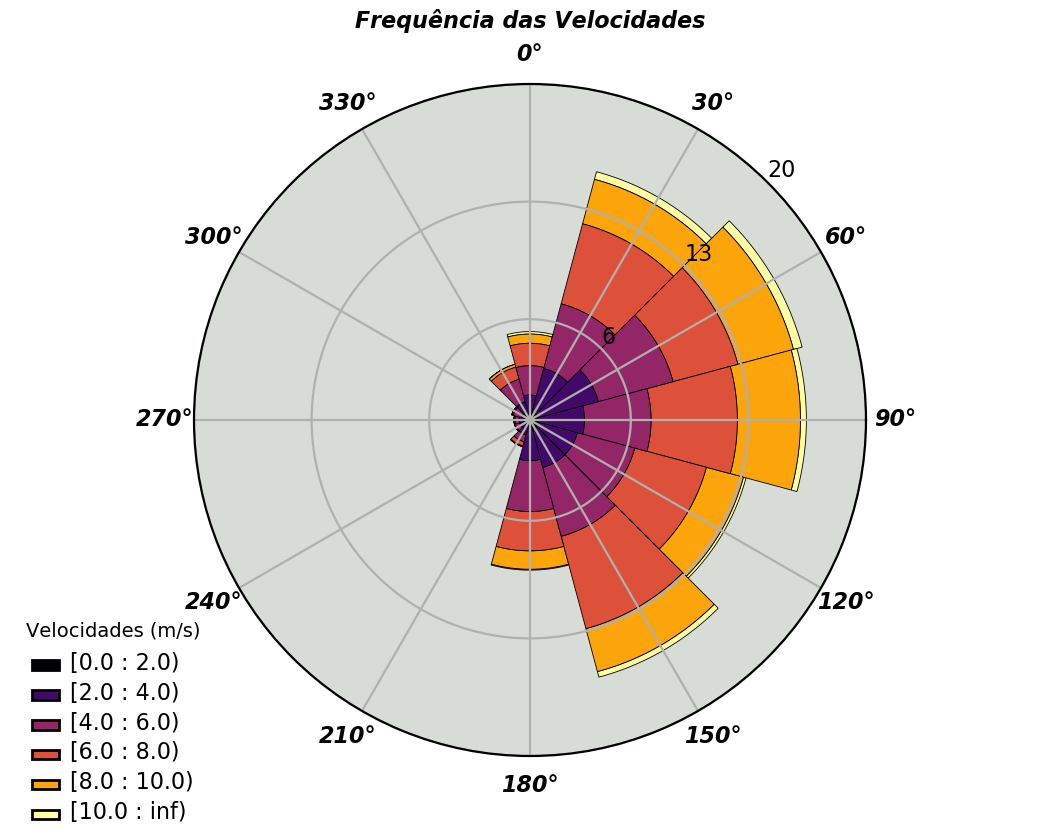 Frequência das Velocidades
0°
330°
30°
20
300°
60°
13
6
270°
90°
240°
120°
210°
150°
180°
Velocidades (m/s)
[0.0 : 2.0)
[2.0 : 4.0)
[4.0 : 6.0)
[6.0 : 8.0)
[8.0 : 10.0)
[10.0 : inf)